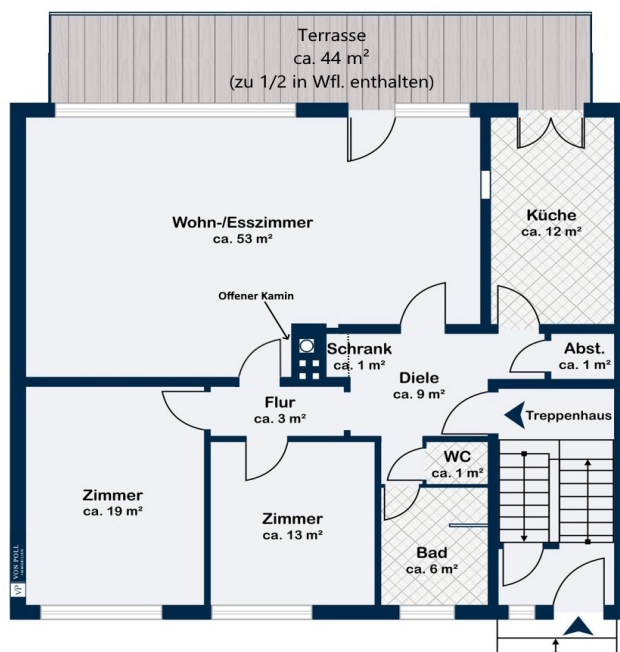 Terrasse
ca. 44 m²
(zu 1/2 in Wfl. enthalten)
Wohn-/Esszimmer
ca. 53 m²
Küche
ca. 12 m²
Offener Kamin
Schrank
ca. 1 m²
Diele
ca. 9 m²
Abst.
ca. 1 m²
Flur
ca. 3 m²
Treppenhaus
WC
ca. 1 m²
Zimmer
ca. 19 m²
Zimmer
ca. 13 m²
Bad
ca. 6 m²
VP VON POLL
IMMOBILIEN